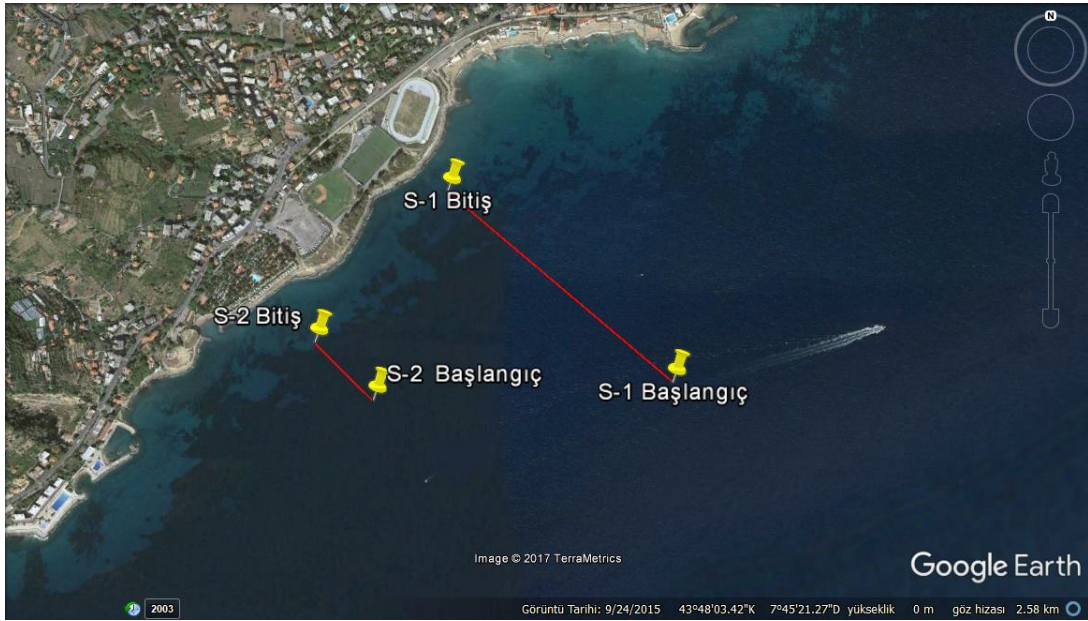 N
S-1 Bitiş
S-2 Bitiş
S-2 Başlangıç
S-1 Başlangıç
Image © 2017 TerraMetrics
Google Earth
2003
Görüntü Tarihi: 9/24/2015 43°48'03.42"K 7°45'21.27"D yükseklik 0 m göz hizası 2.58 km